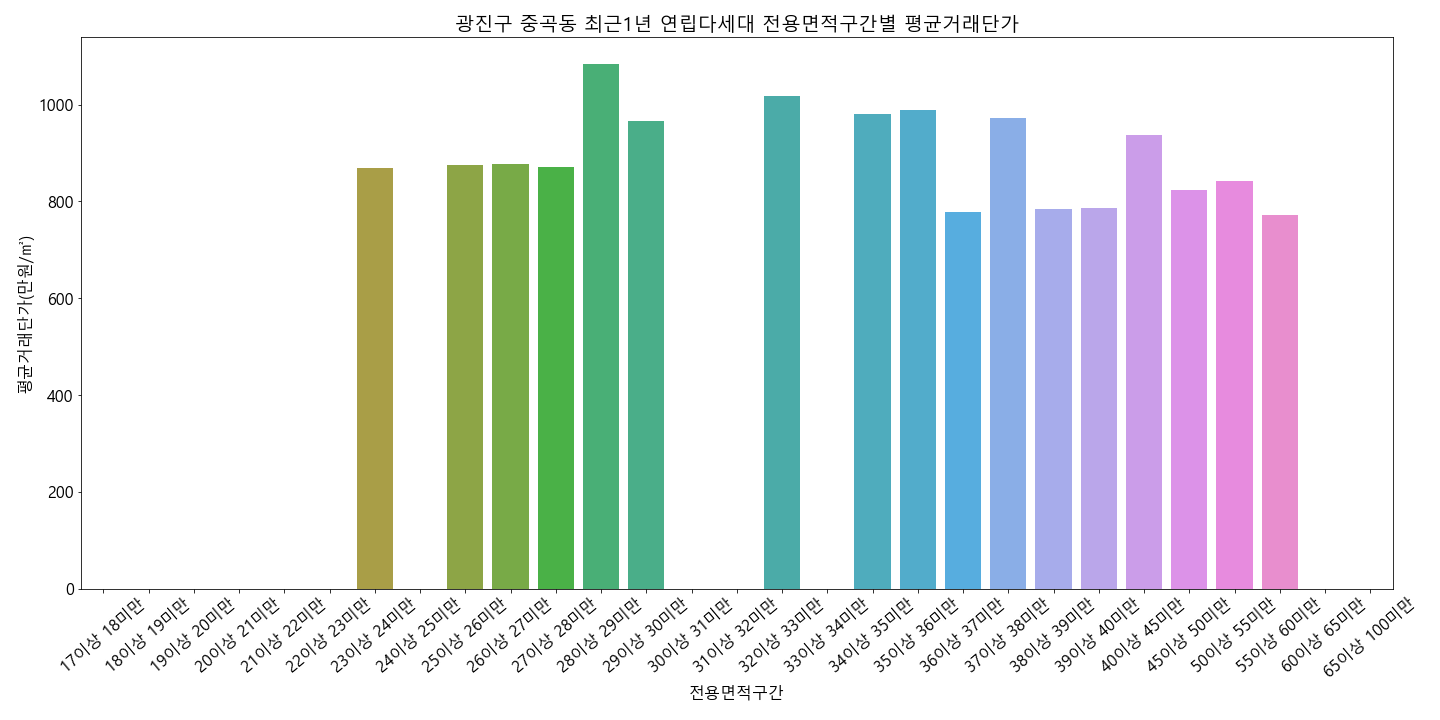 광진구 중곡동 최근1년 연립다세대 전용면적구간별 평균거래단가
평균거래단가(만원/㎡)
1000
800
600
400
200
0
17이상 18미만
18이상 19미만
19이상 20미만
20이상 21미만
21이상 22미만
22이상 23미만
23이상 24미만
24이상 25미만
25이상 26미만
26이상 27미만
27이상 28미만
28이상 29미만
29이상 30미만
30이상 31미만
31이상 32미만
32이상 33미만
33이상 34미만
34이상 35미만
35이상 36미만
36이상 37미만
37이상 38미만
38이상 39미만
39이상 40미만
40이상 45미만
45이상 50미만
50이상 55미만
55이상 60미만
60이상 65미만
65이상 100미만
전용면적구간